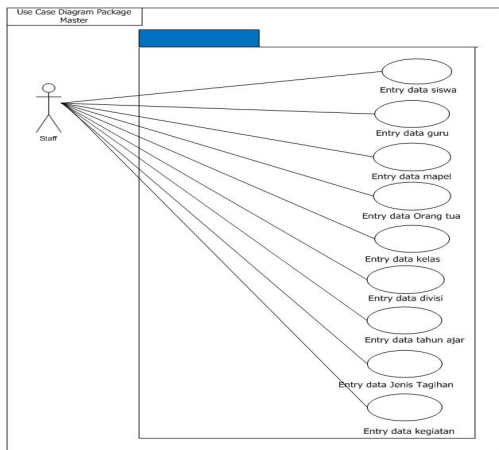 Use Case Diagram Package
Master
Entry data siswa
Staff
Entry data guru
Entry data mapel
Entry data Orang tua
Entry data kelas
Entry data divisi
Entry data tahun ajar
Entry data Jenis Tagihan
Entry data kegiatan